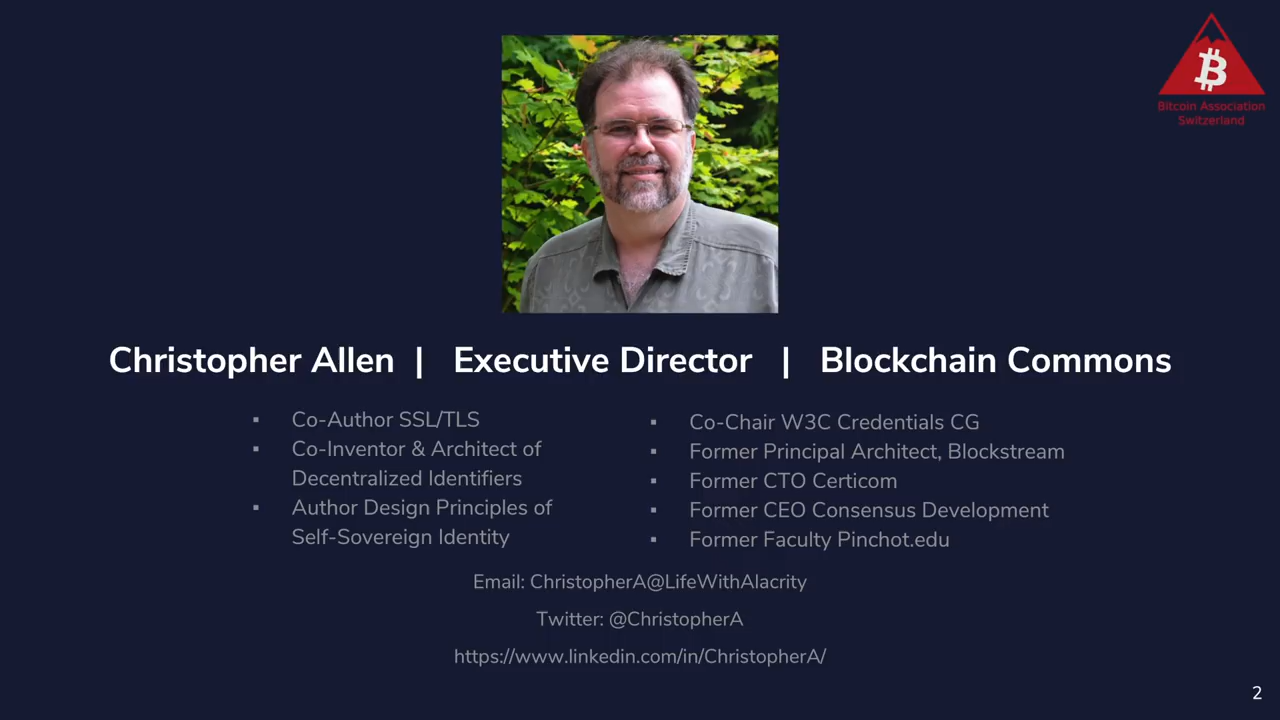 Bitcoin Association
Switzerland
Christopher Allen | Executive Director | Blockchain Commons
▪ Co-Author SSL/TLS
▪ Co-Inventor & Architect of
Decentralized Identifiers
▪ Author Design Principles of
Self-Sovereign Identity
▪ Co-Chair W3C Credentials CG
▪ Former Principal Architect, Blockstream
▪ Former CTO Certicom
▪ Former CEO Consensus Development
▪ Former Faculty Pinchot.edu
Email: ChristopherA@LifeWithAlacrity
Twitter: @ChristopherA
https://www.linkedin.com/in/ChristopherA/
2